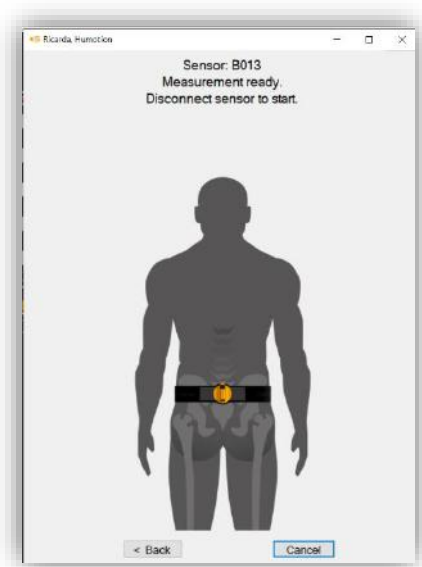 Ricarda, Humotion
Sensor: B013
Measurement ready.
Disconnect sensor to start.
< Back
Cancel